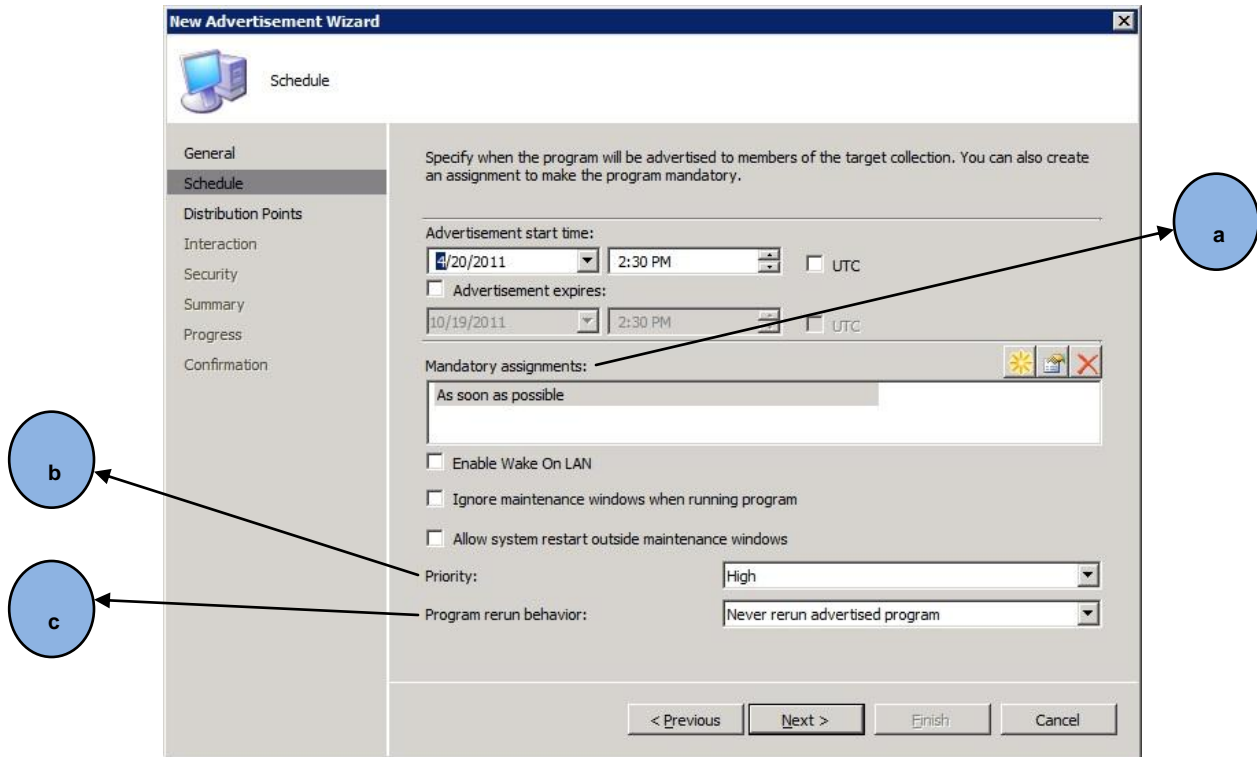 New Advertisement Wizard
Schedule
General
Schedule
Distribution Points
Interaction
Security
Summary
Progress
Confirmation
Specify when the program will be advertised to members of the target collection. You can also create
an assignment to make the program mandatory.
Advertisement start time:
4/20/2011 2:30 PM UTC
Advertisement expires:
10/19/2011 2:30 PM UTC
Mandatory assignments:
As soon as possible
Enable Wake On LAN
Ignore maintenance windows when running program
Allow system restart outside maintenance windows
Priority: High
Program rerun behavior: Never rerun advertised program
< Previous Next > Finish Cancel
a
b
c